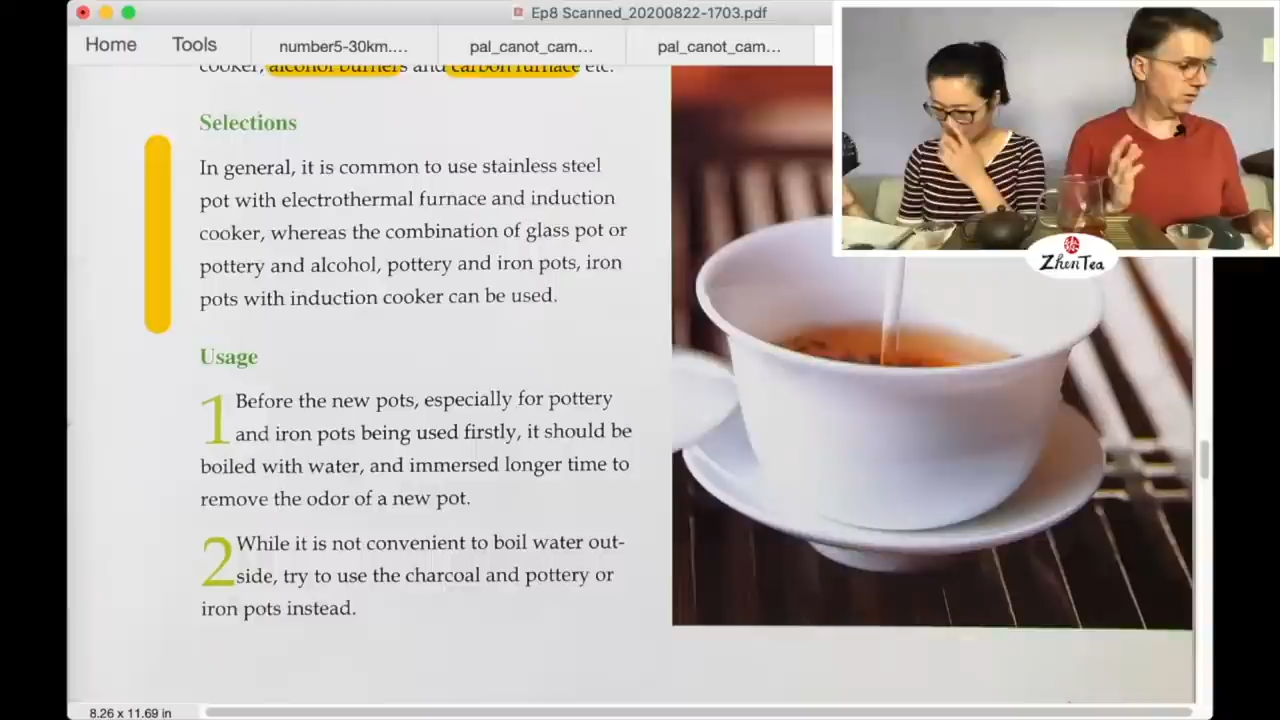 Ep8 Scanned_20200822-1703.pdf
Home
Tools
number5-30km....
pal_canot_cam...
pal_canot_cam...
cooker, alcohol burners and carbon furnace etc.
Selections
In general, it is common to use stainless steel
pot with electrothermal furnace and induction
cooker, whereas the combination of glass pot or
pottery and alcohol, pottery and iron pots, iron
pots with induction cooker can be used.
Usage
1 Before the new pots, especially for pottery
and iron pots being used firstly, it should be
boiled with water, and immersed longer time to
remove the odor of a new pot.
2 While it is not convenient to boil water out-
side, try to use the charcoal and pottery or
iron pots instead.
ZhenTea
8.26 x 11.69 in